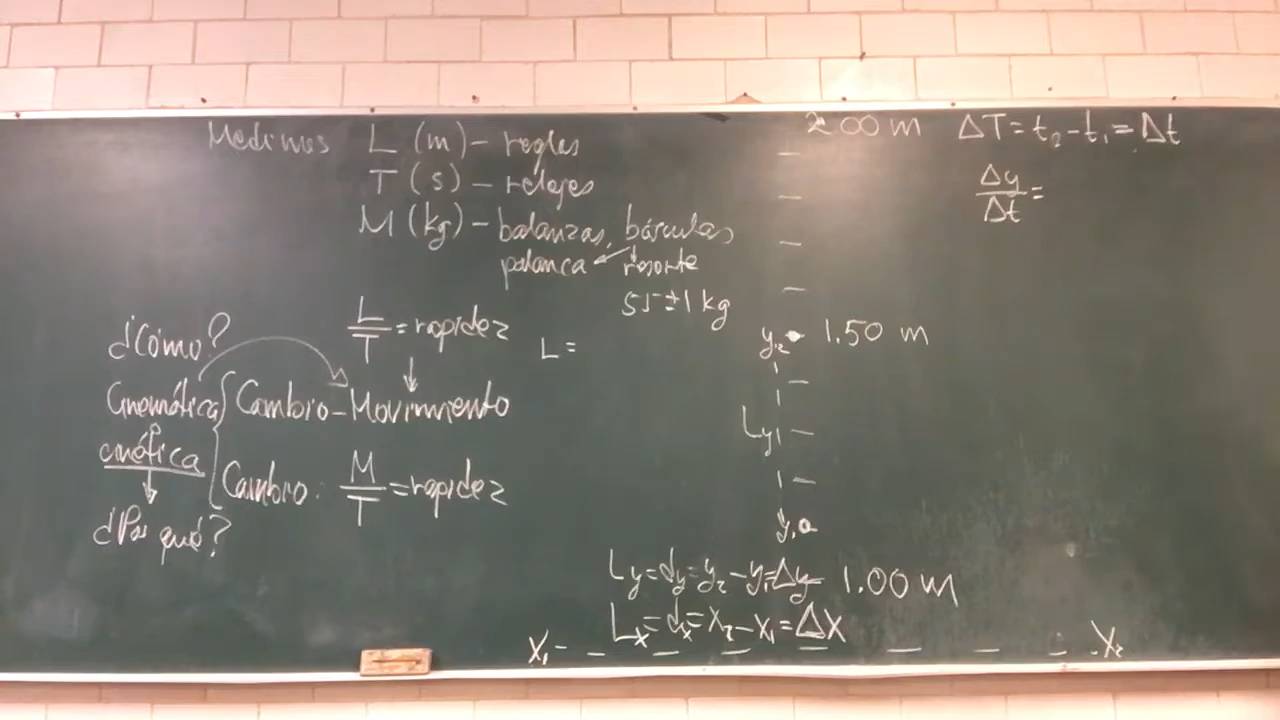 Medimos L (m) - reglas
T (s) - relojes
M (kg) - balanzas, básculas
palanca ← resorte
55 ± 1 kg
¿Cómo?
Cinemática
cinética
¿Por qué?
L/T = rapidez
Cambio - Movimiento
Cambio: M/T = rapidez
L =
2.00 m
y₂ 1.50 m
Ly
y₁
Ly = dy = y₂ - y₁ = Δy 1.00 m
Lx = dx = x₂ - x₁ = Δx
X₁ X₂
ΔT = t₂ - t₁ = Δt
Δy/Δt =